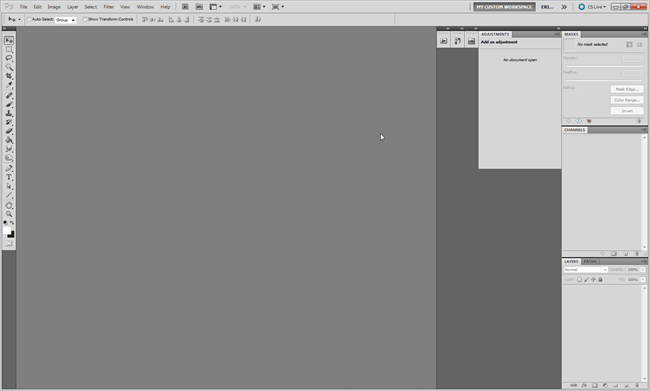 Ps File Edit Image Layer Select Filter View Window Help MY CUSTOM WORKSPACE CS Live
Auto-Select: Group Show Transform Controls
ADJUSTMENTS
Add an adjustment
No document open
MASKS
No mask selected
Density:
Feather:
Refine: Mask Edge...
Color Range...
Invert
CHANNELS
LAYERS PATHS
Normal Opacity: 100%
Lock: Fill: 100%